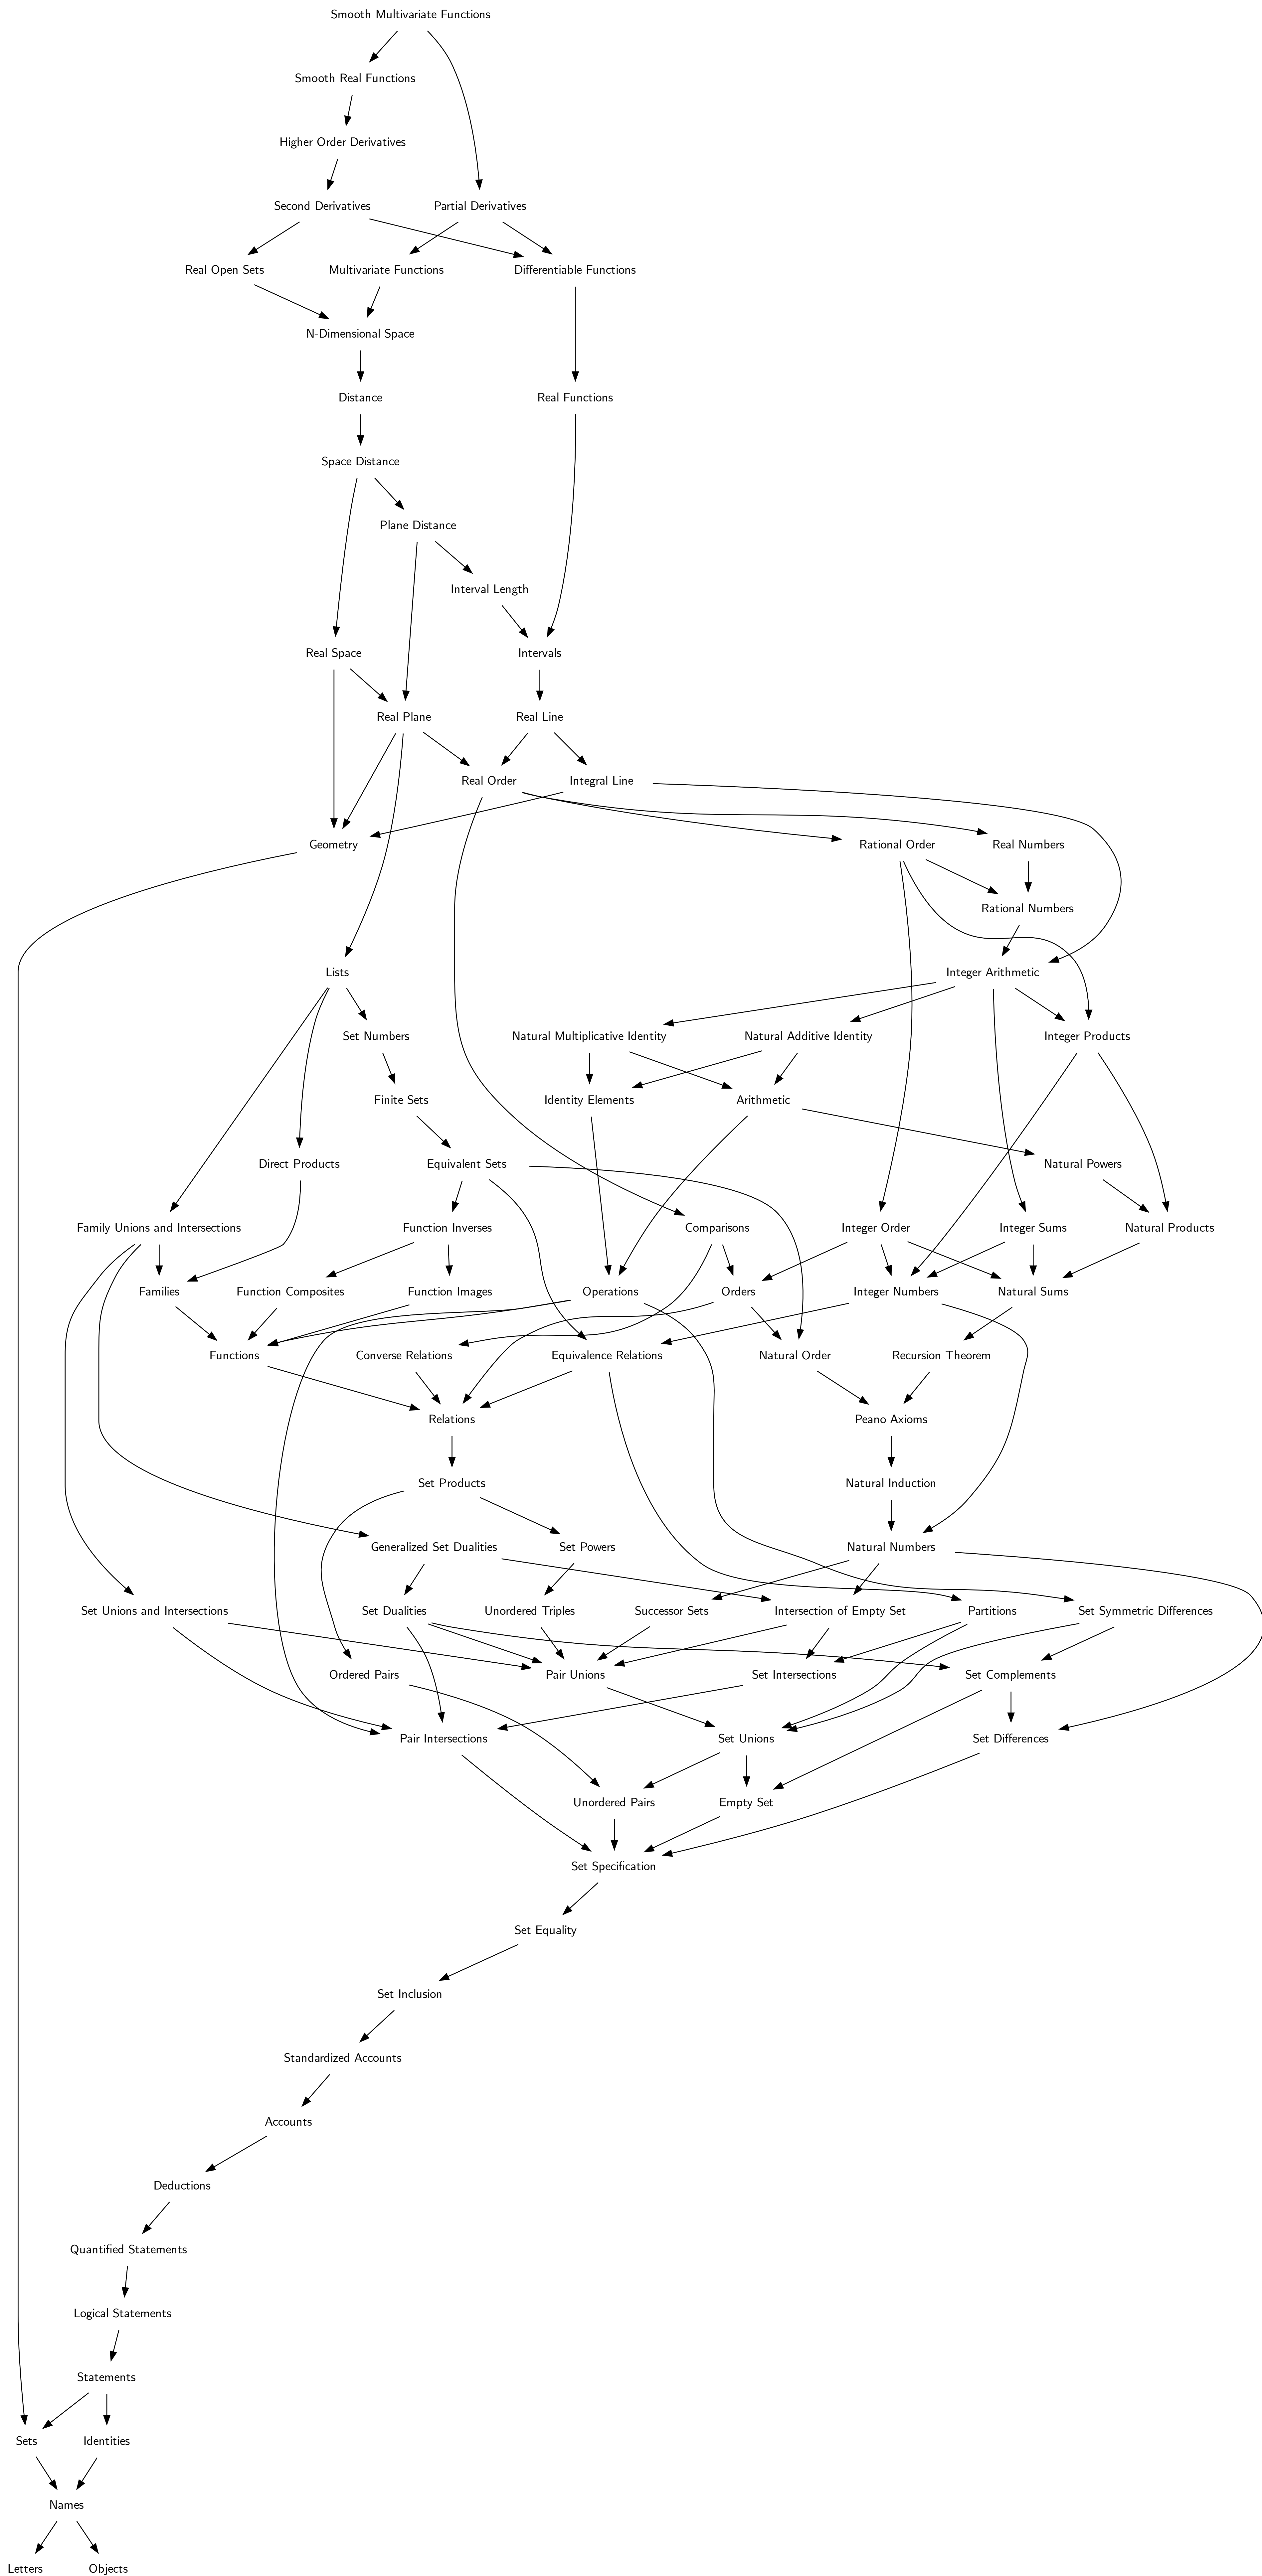 Smooth Multivariate Functions
Smooth Real Functions
Higher Order Derivatives
Second Derivatives
Partial Derivatives
Real Open Sets
Multivariate Functions
Differentiable Functions
N-Dimensional Space
Distance
Real Functions
Space Distance
Plane Distance
Interval Length
Real Space
Intervals
Real Plane
Real Line
Real Order
Integral Line
Geometry
Rational Order
Real Numbers
Rational Numbers
Lists
Integer Arithmetic
Set Numbers
Natural Multiplicative Identity
Natural Additive Identity
Integer Products
Finite Sets
Identity Elements
Arithmetic
Direct Products
Equivalent Sets
Natural Powers
Family Unions and Intersections
Function Inverses
Comparisons
Integer Order
Integer Sums
Natural Products
Families
Function Composites
Function Images
Operations
Orders
Integer Numbers
Natural Sums
Functions
Converse Relations
Equivalence Relations
Natural Order
Recursion Theorem
Relations
Peano Axioms
Set Products
Natural Induction
Generalized Set Dualities
Set Powers
Natural Numbers
Set Unions and Intersections
Set Dualities
Unordered Triples
Successor Sets
Intersection of Empty Set
Partitions
Set Symmetric Differences
Ordered Pairs
Pair Unions
Set Intersections
Set Complements
Pair Intersections
Set Unions
Set Differences
Unordered Pairs
Empty Set
Set Specification
Set Equality
Set Inclusion
Standardized Accounts
Accounts
Deductions
Quantified Statements
Logical Statements
Statements
Sets
Identities
Names
Letters
Objects